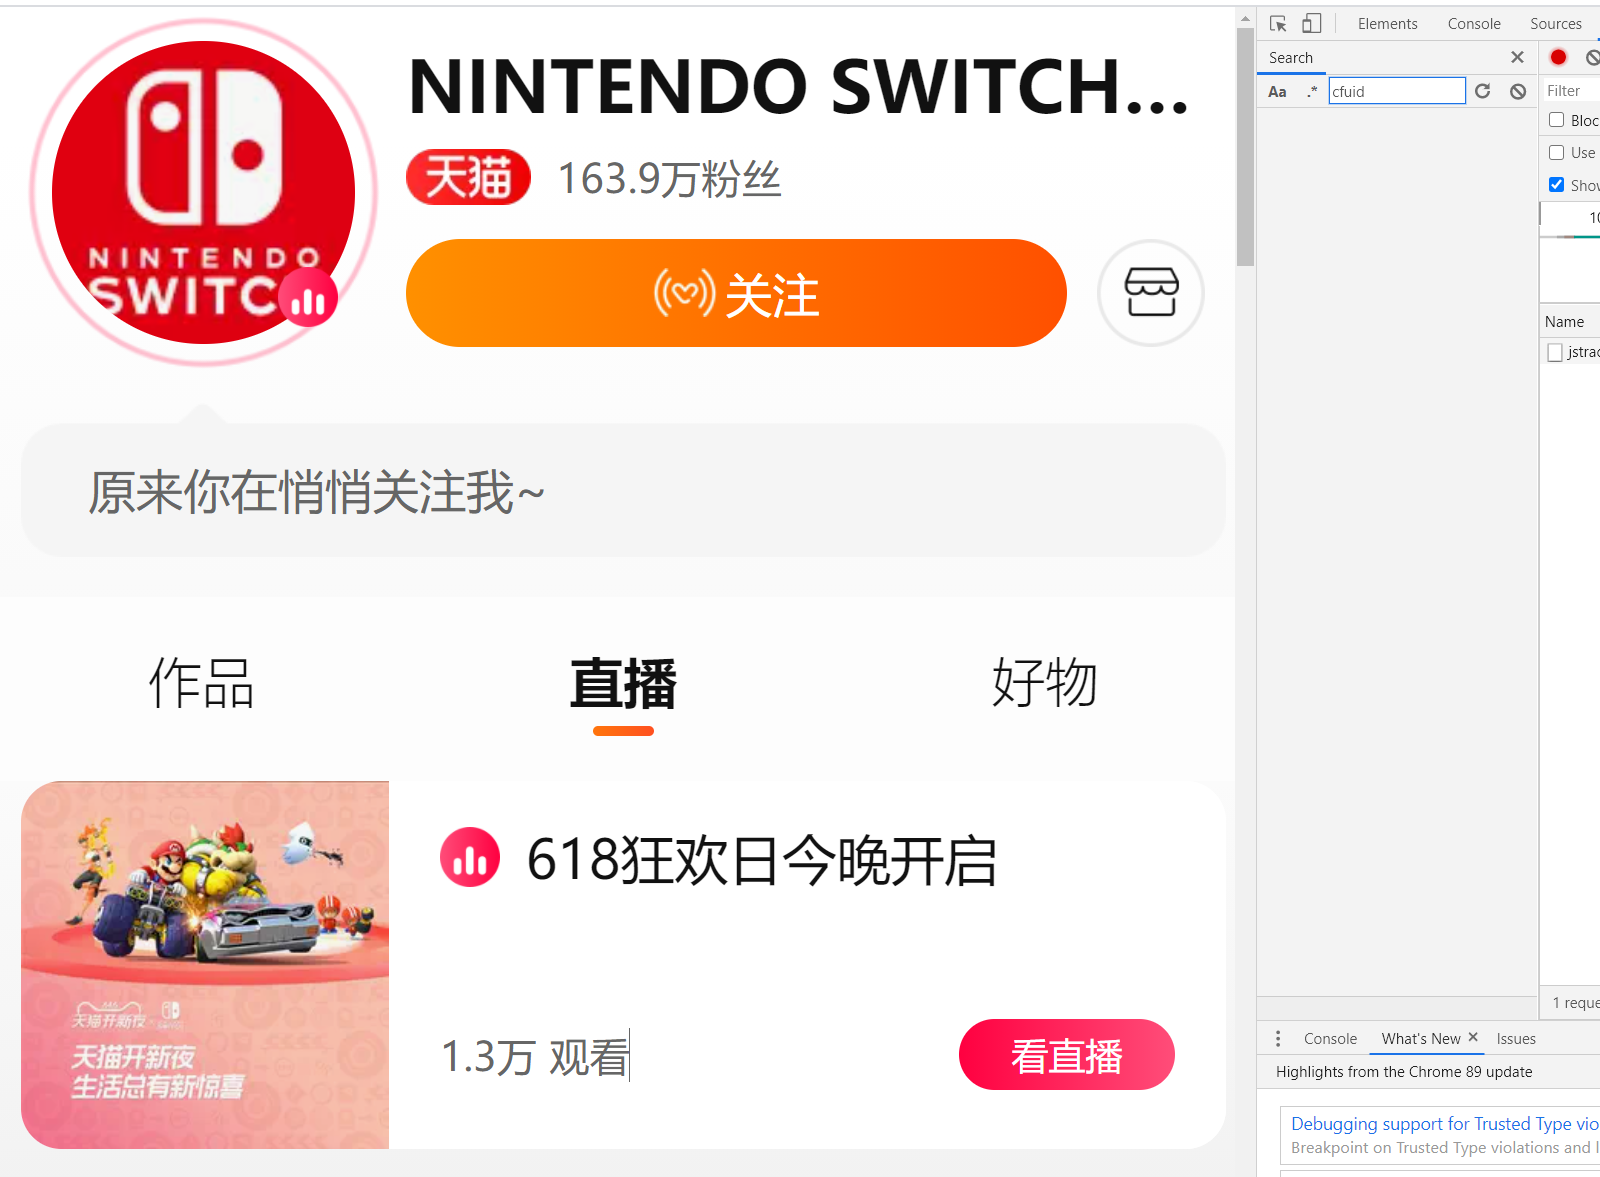 NINTENDO SWITCH...
天猫 163.9万粉丝
NINTENDO
SWITC
关注
原来你在悄悄关注我~
作品 直播 好物
618狂欢日今晚开启
天猫开新夜
天猫开新夜
生活总有新惊喜
1.3万 观看
看直播
Elements Console Sources
Search
Aa .* cfuid
Filter
Bloc
Use
Show
10
Name
jstrac
1 reque
Console What's New Issues
Highlights from the Chrome 89 update
Debugging support for Trusted Type vio
Breakpoint on Trusted Type violations and